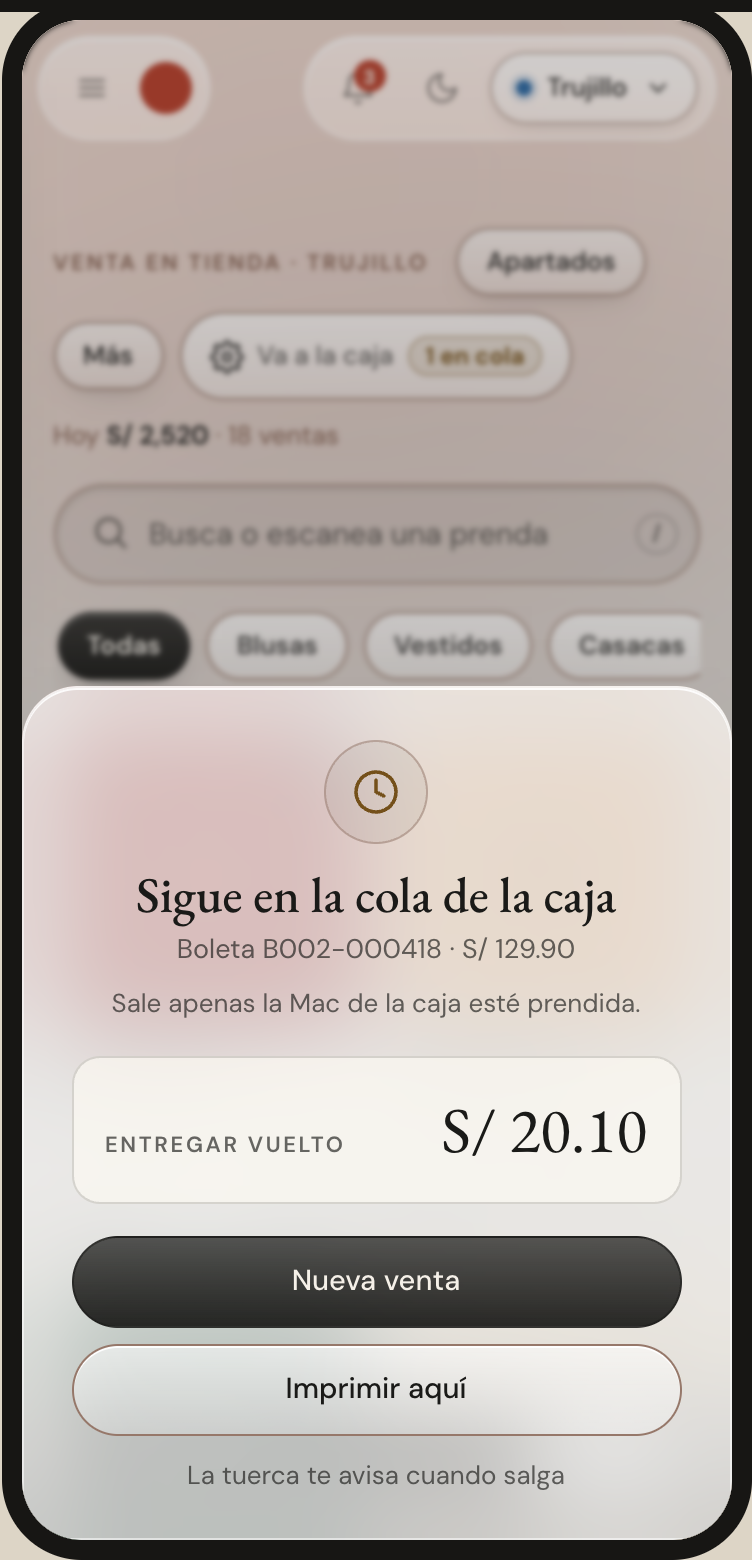 3
Trujillo
VENTA EN TIENDA · TRUJILLO
Apartados
Más
Va a la caja
1 en cola
Hoy S/ 2,520 · 18 ventas
Busca o escanea una prenda
/
Todas
Blusas
Vestidos
Casacas
Sigue en la cola de la caja
Boleta B002-000418 · S/ 129.90
Sale apenas la Mac de la caja esté prendida.
ENTREGAR VUELTO
S/ 20.10
Nueva venta
Imprimir aquí
La tuerca te avisa cuando salga